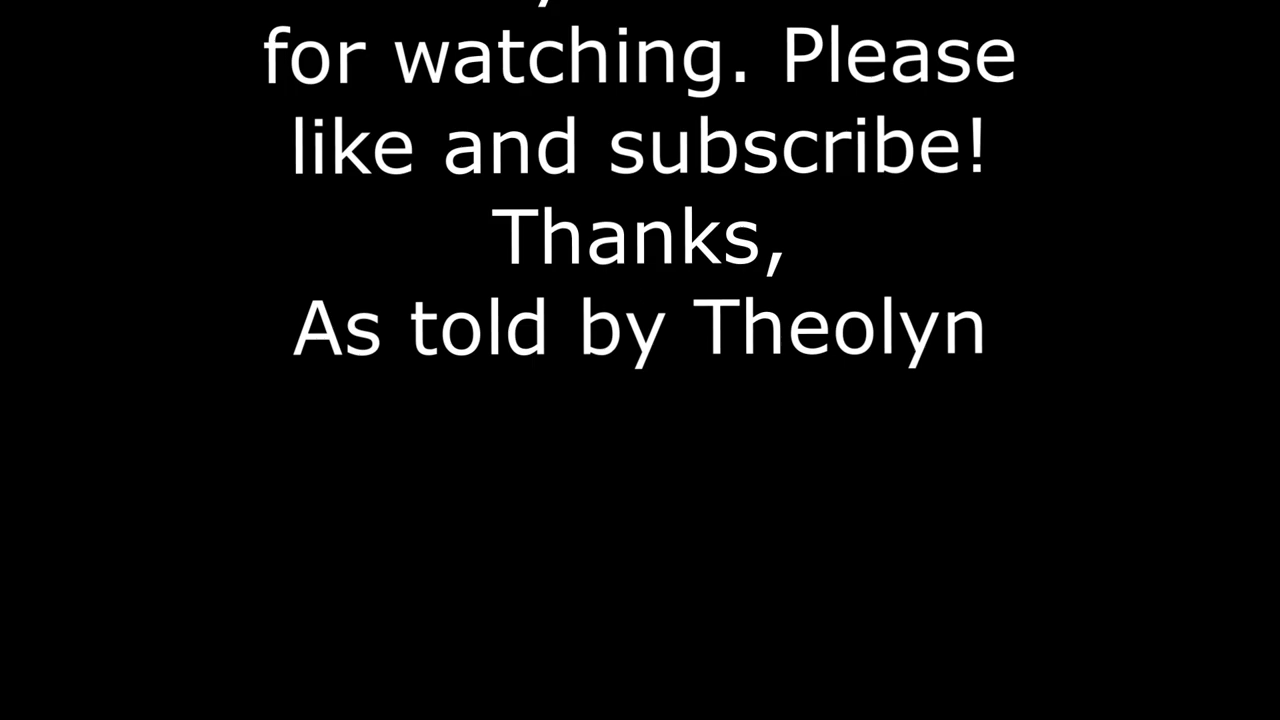 for watching. Please
like and subscribe!
Thanks,
As told by Theolyn